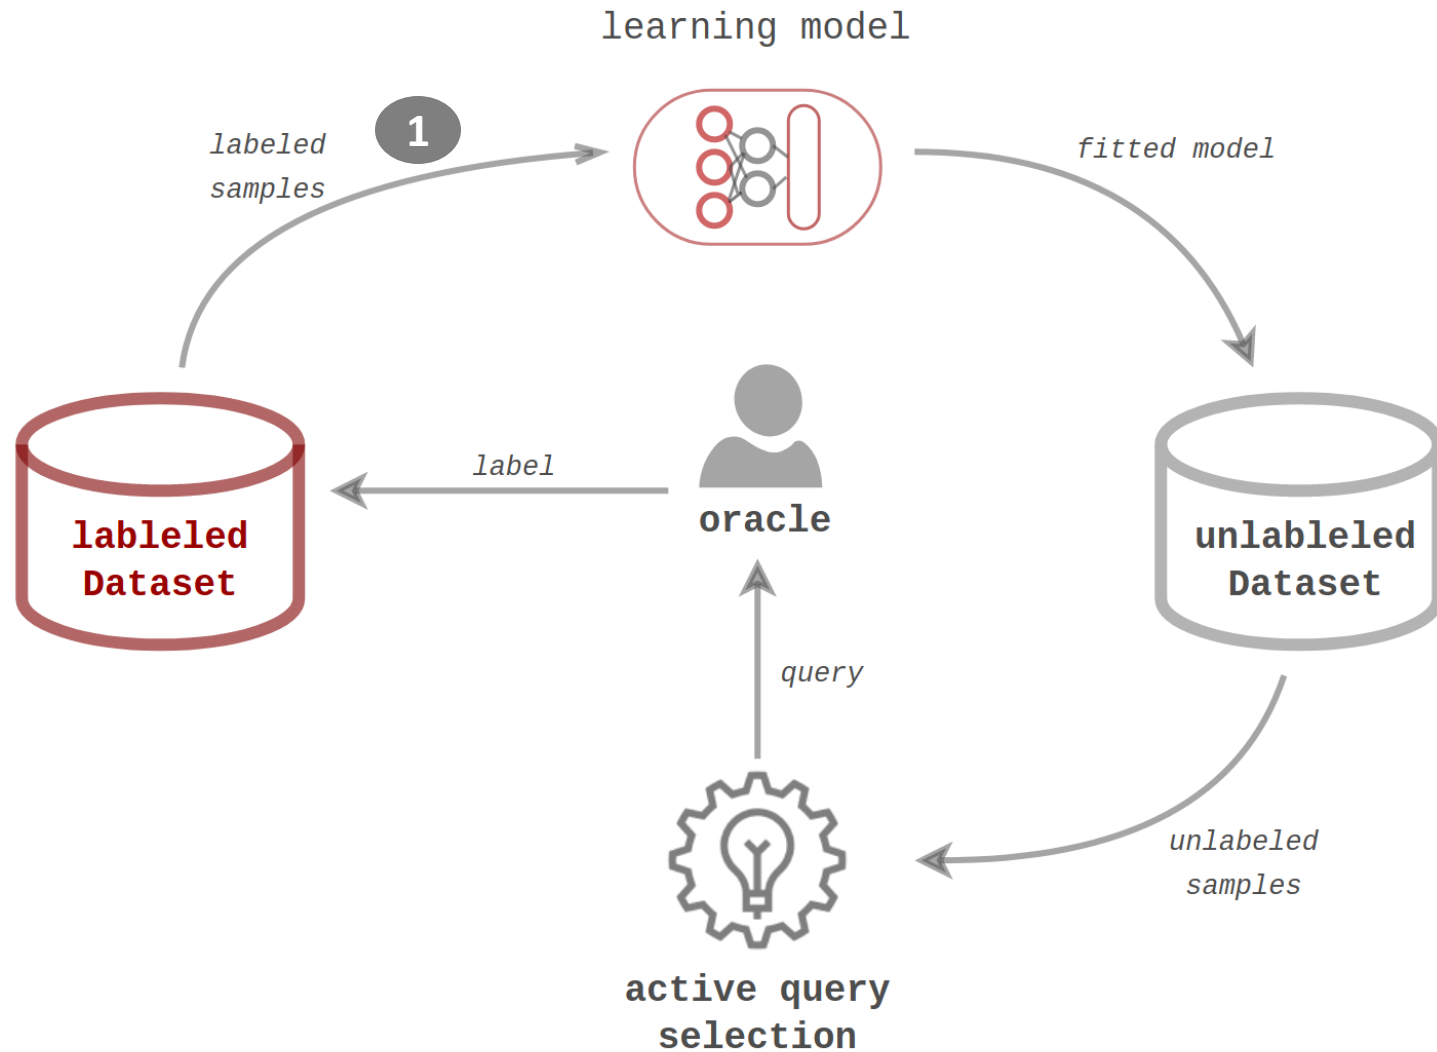 learning model
1
labeled
samples
fitted model
label
oracle
lableled
Dataset
unlableled
Dataset
query
unlabeled
samples
active query
selection